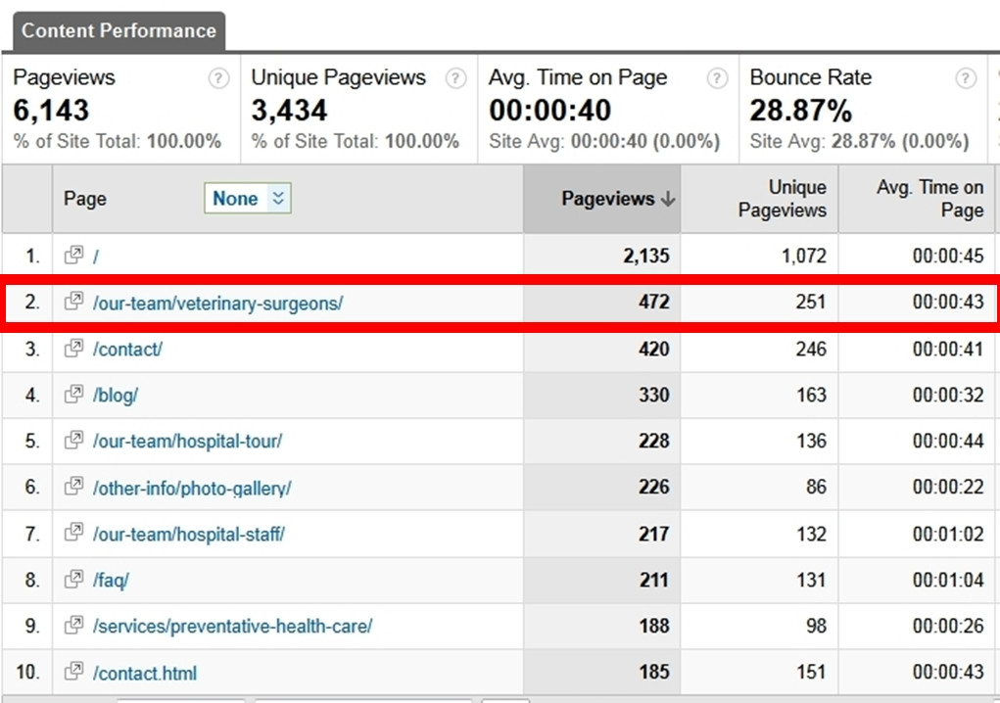 Content Performance
Pageviews ? Unique Pageviews ? Avg. Time on Page ? Bounce Rate ?
6,143 3,434 00:00:40 28.87%
% of Site Total: 100.00% % of Site Total: 100.00% Site Avg: 00:00:40 (0.00%) Site Avg: 28.87% (0.00%)
Page None Pageviews Unique Pageviews Avg. Time on Page
1. / 2,135 1,072 00:00:45
2. /our-team/veterinary-surgeons/ 472 251 00:00:43
3. /contact/ 420 246 00:00:41
4. /blog/ 330 163 00:00:32
5. /our-team/hospital-tour/ 228 136 00:00:44
6. /other-info/photo-gallery/ 226 86 00:00:22
7. /our-team/hospital-staff/ 217 132 00:01:02
8. /faq/ 211 131 00:01:04
9. /services/preventative-health-care/ 188 98 00:00:26
10. /contact.html 185 151 00:00:43